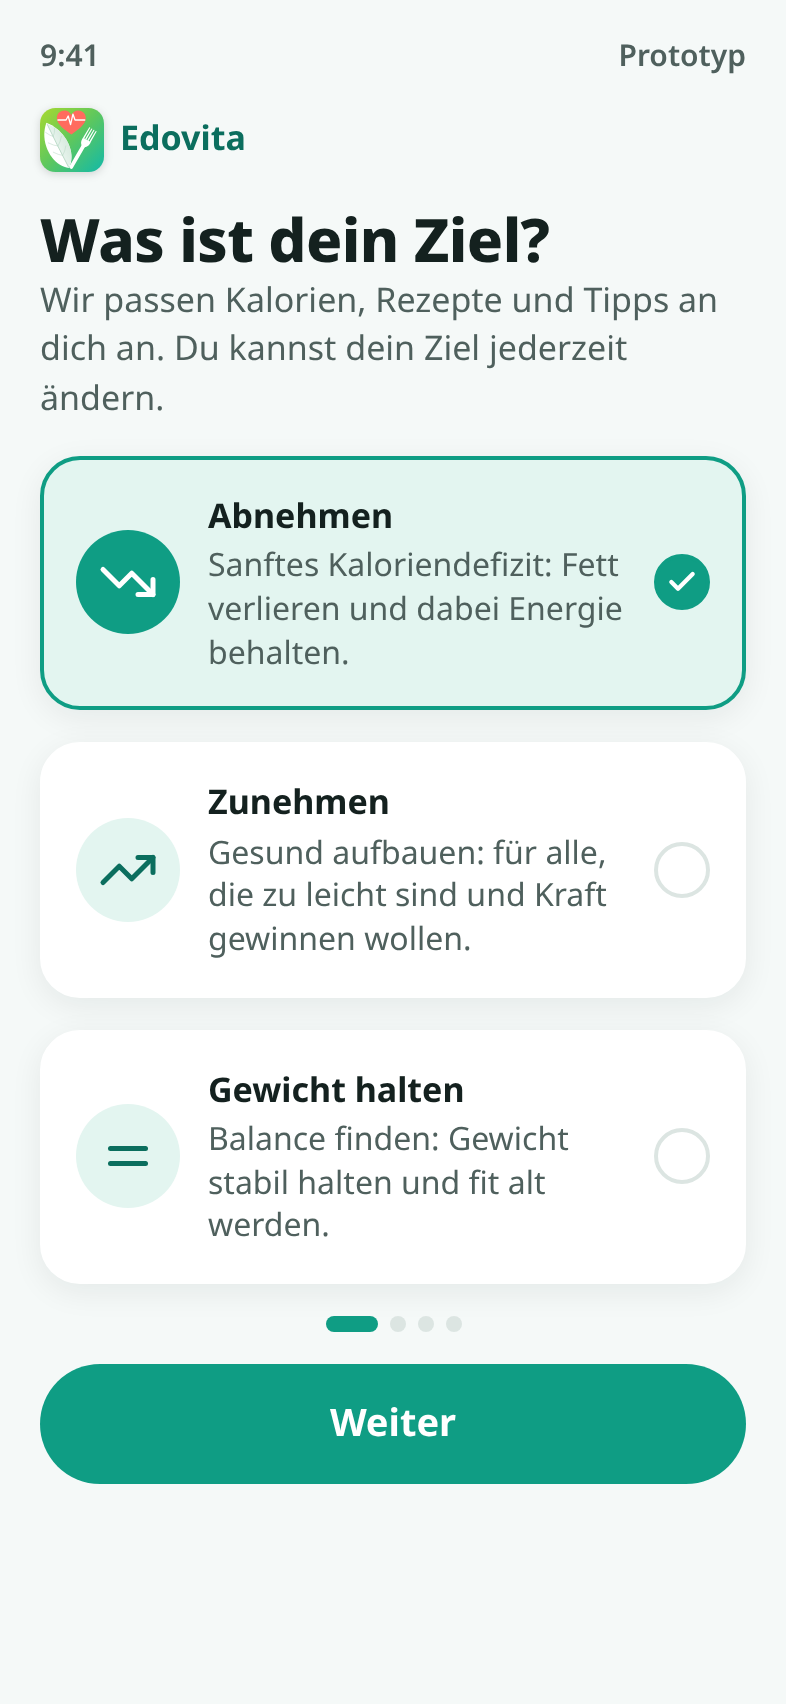 9:41
Prototyp
Edovita
Was ist dein Ziel?
Wir passen Kalorien, Rezepte und Tipps an
dich an. Du kannst dein Ziel jederzeit
ändern.
Abnehmen
Sanftes Kaloriendefizit: Fett
verlieren und dabei Energie
behalten.
Zunehmen
Gesund aufbauen: für alle,
die zu leicht sind und Kraft
gewinnen wollen.
Gewicht halten
Balance finden: Gewicht
stabil halten und fit alt
werden.
Weiter